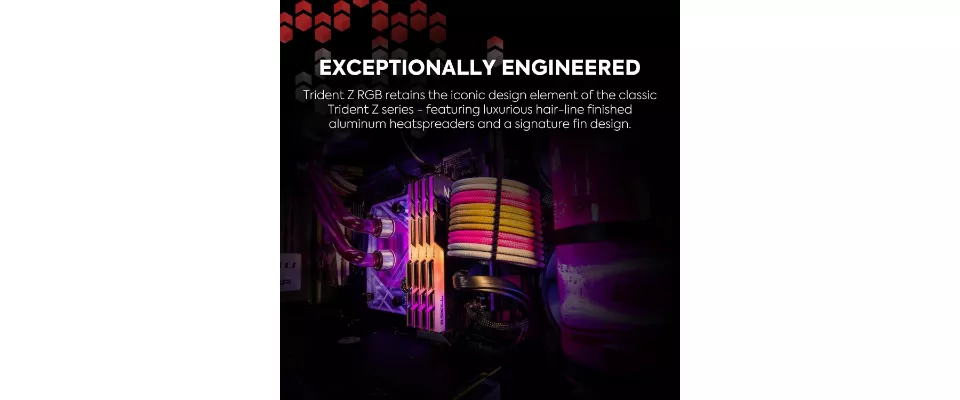 EXCEPTIONALLY ENGINEERED
Trident Z RGB retains the iconic design element of the classic
Trident Z series - featuring luxurious hair-line finished
aluminum heatspreaders and a signature fin design.